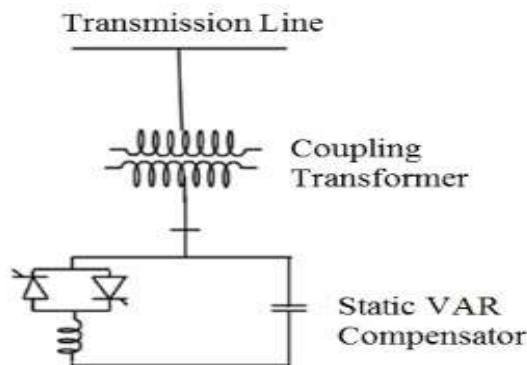 Transmission Line
Coupling
Transformer
Static VAR
Compensator